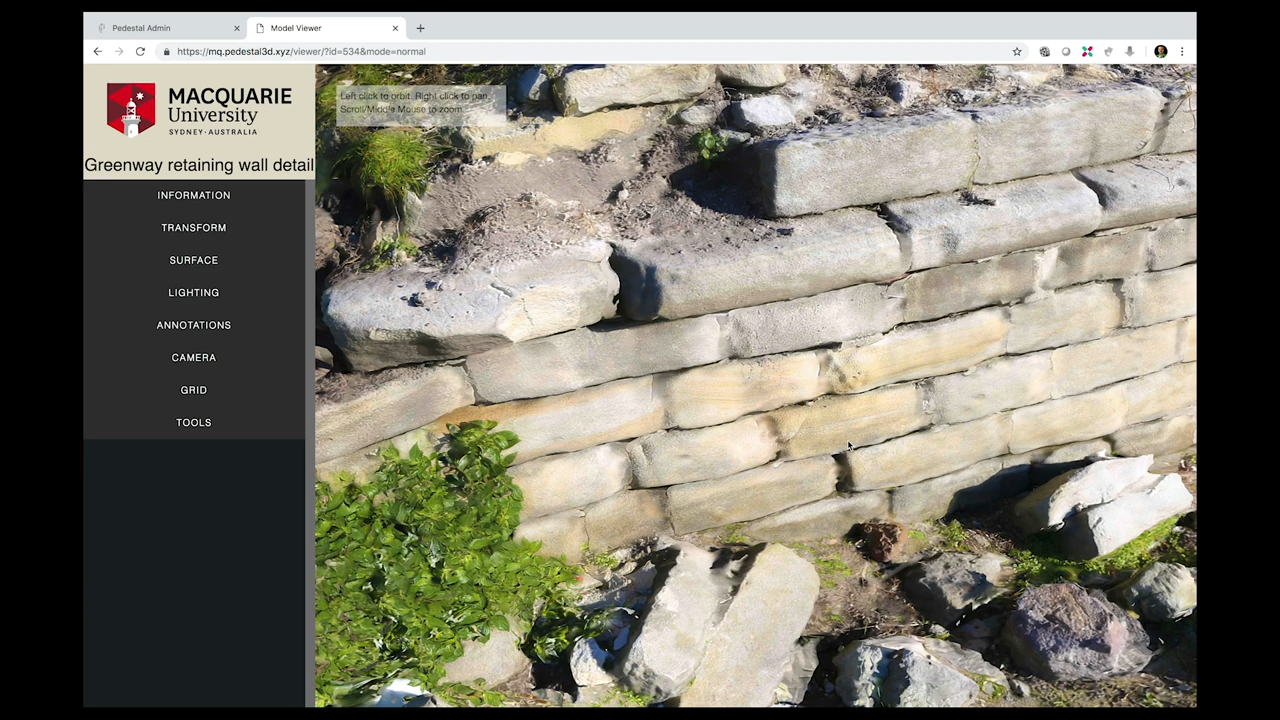 Pedestal Admin
Model Viewer
https://mq.pedestal3d.xyz/viewer/?id=534&mode=normal
MACQUARIE
University
SYDNEY·AUSTRALIA
Greenway retaining wall detail
INFORMATION
TRANSFORM
SURFACE
LIGHTING
ANNOTATIONS
CAMERA
GRID
TOOLS
Left click to orbit. Right click to pan.
Scroll/Middle Mouse to zoom.